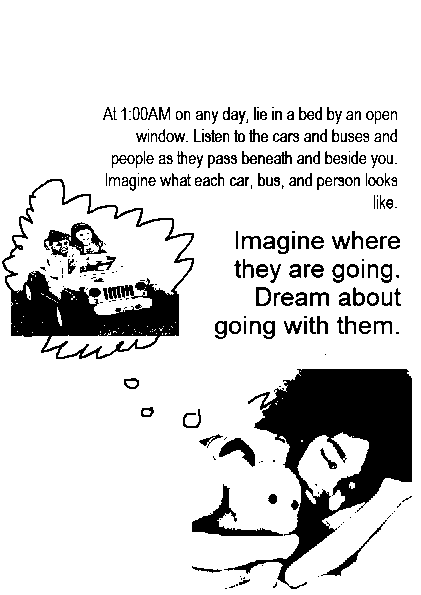 At 1:00AM on any day, lie in a bed by an open
window. Listen to the cars and buses and
people as they pass beneath and beside you.
Imagine what each car, bus, and person looks
like.
Imagine where
they are going.
Dream about
going with them.